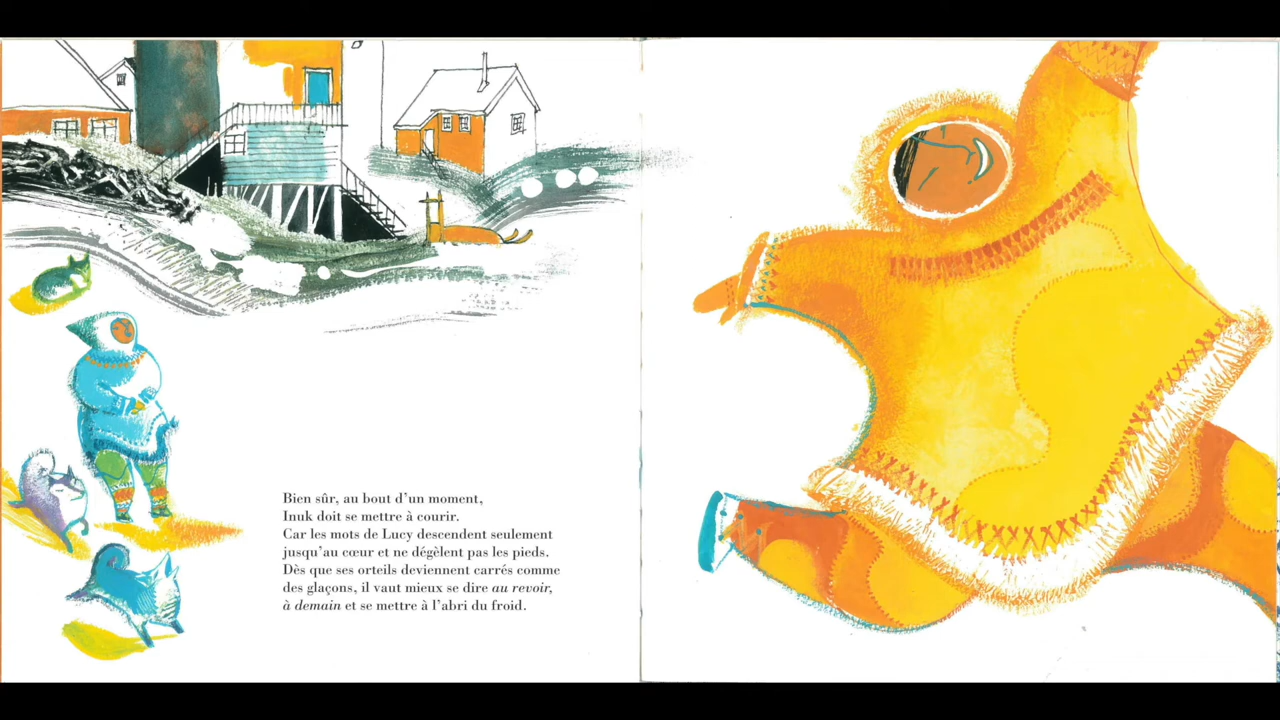 Bien sûr, au bout d'un moment,
Inuk doit se mettre à courir.
Car les mots de Lucy descendent seulement
jusqu'au cœur et ne dégèlent pas les pieds.
Dès que ses orteils deviennent carrés comme
des glaçons, il vaut mieux se dire au revoir,
à demain et se mettre à l'abri du froid.